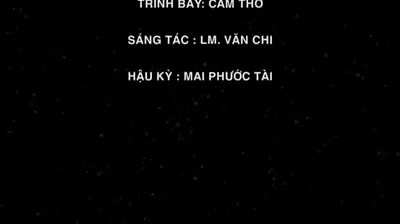 TRÌNH BÀY: CẨM THƠ
SÁNG TÁC : LM. VĂN CHI
HẬU KỲ : MAI PHƯỚC TÀI